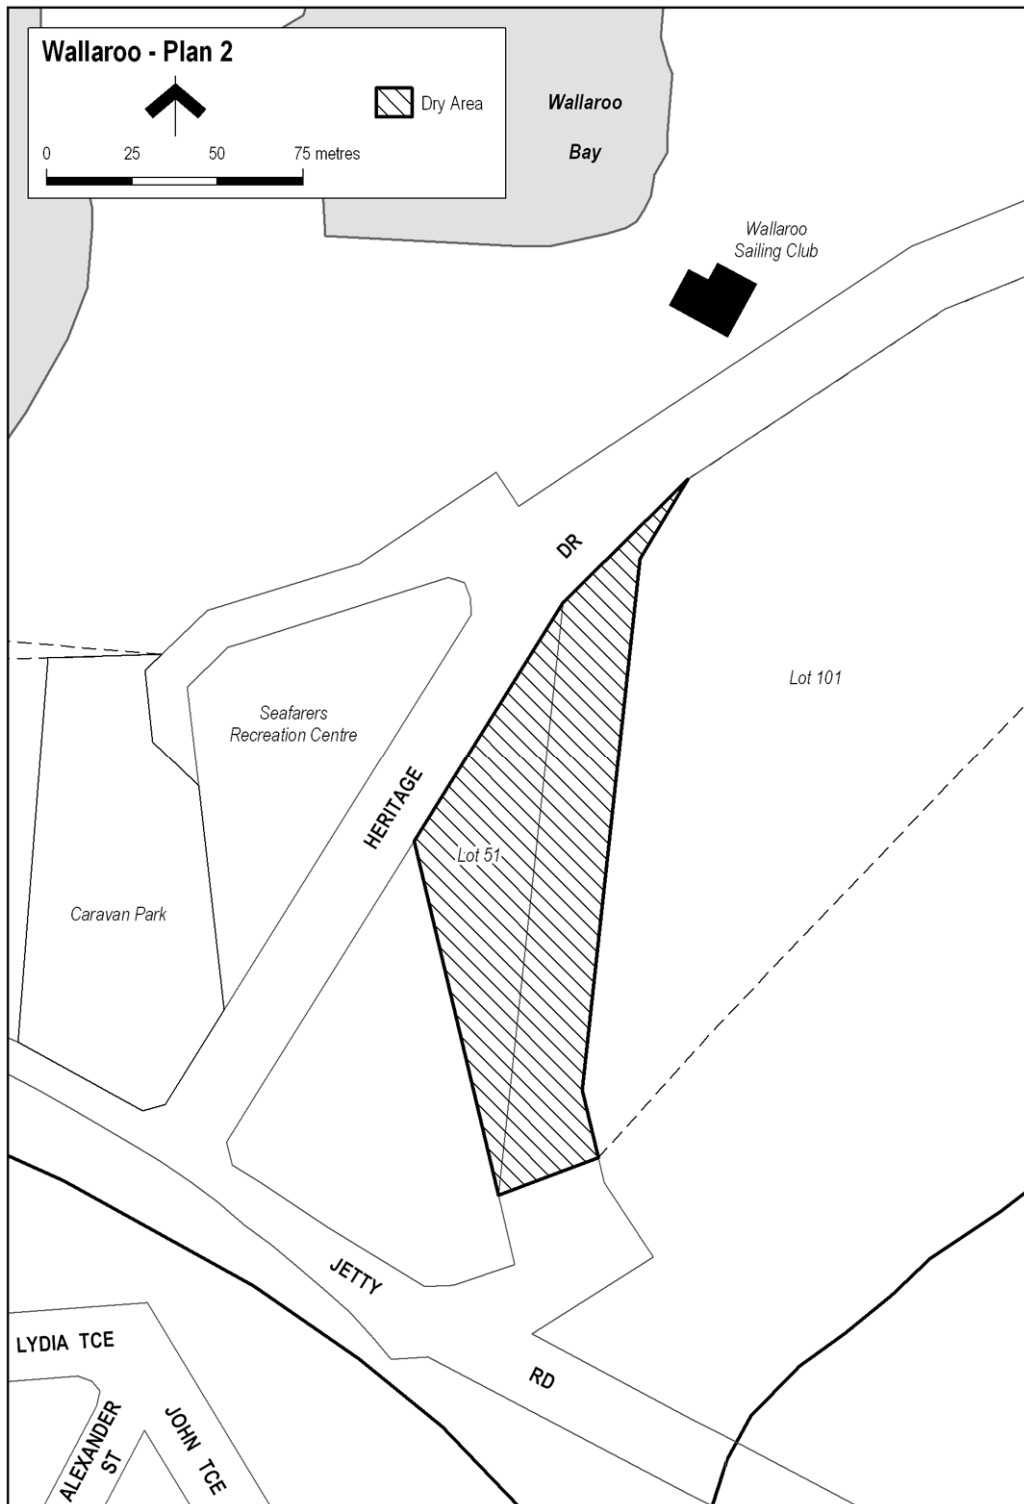 Wallaroo - Plan 2
Dry Area
0 25 50 75 metres
Wallaroo
Bay
Wallaroo
Sailing Club
DR
Lot 101
Seafarers
Recreation Centre
HERITAGE
Lot 51
Caravan Park
JETTY
LYDIA TCE
RD
ALEXANDER
ST
JOHN TCE